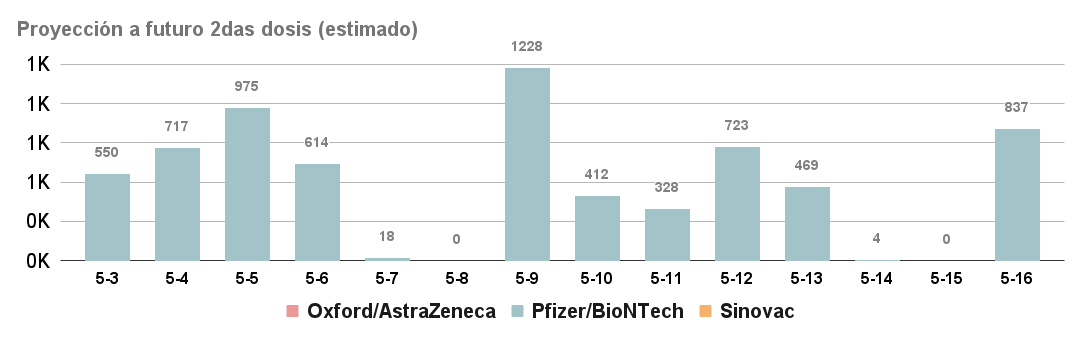 Proyección a futuro 2das dosis (estimado)
1K
1K
1K
1K
0K
0K
550
717
975
614
18
0
1228
412
328
723
469
4
0
837
5-3
5-4
5-5
5-6
5-7
5-8
5-9
5-10
5-11
5-12
5-13
5-14
5-15
5-16
Oxford/AstraZeneca
Pfizer/BioNTech
Sinovac